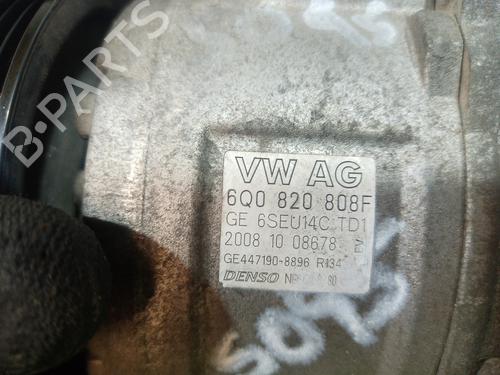 B-PARTS
VW AG
6Q0 820 808F
GE 6SEU14C TD1
2008 10 08678
GE447190-8896 R134
DENSO